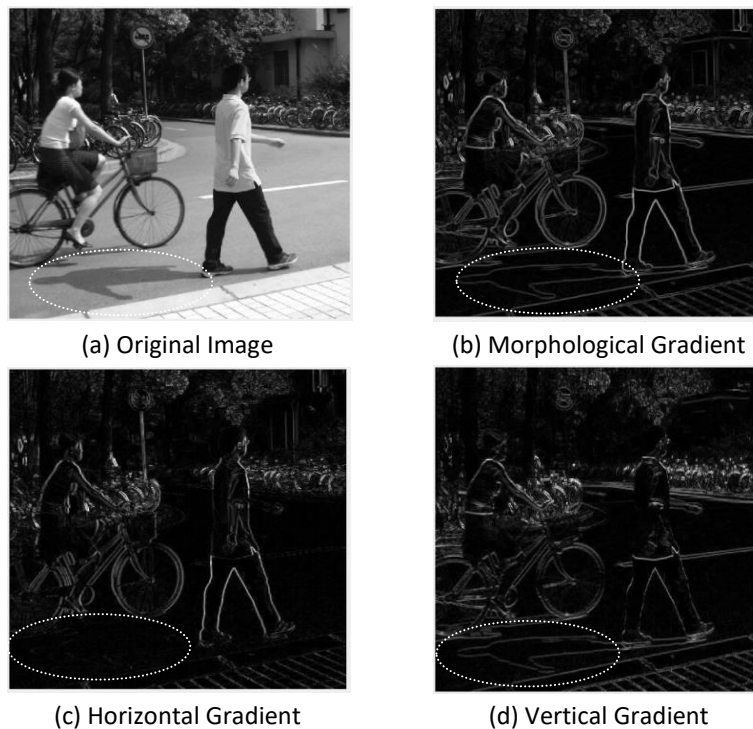 (a) Original Image
(b) Morphological Gradient
(c) Horizontal Gradient
(d) Vertical Gradient